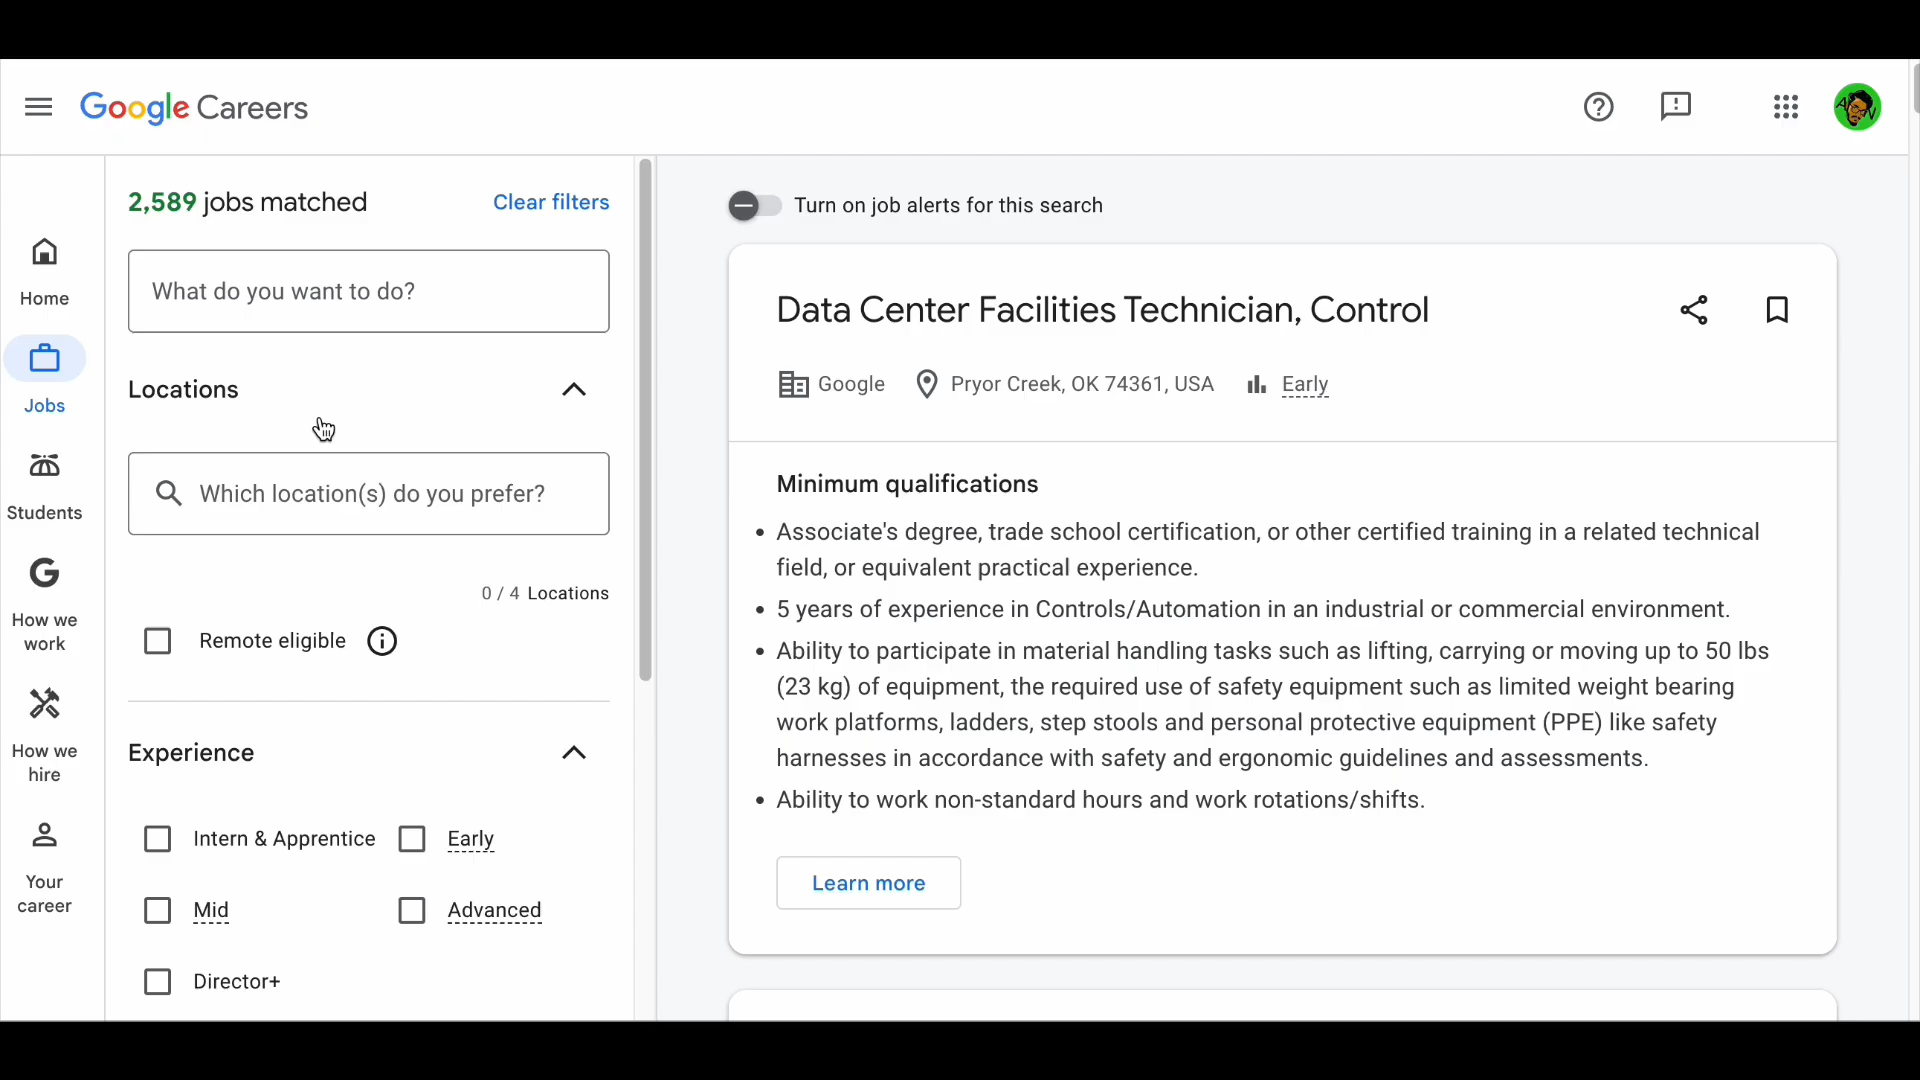 Google Careers
2,589 jobs matched
Clear filters
What do you want to do?
Locations
Which location(s) do you prefer?
0 / 4 Locations
Remote eligible
Experience
Intern & Apprentice
Early
Mid
Advanced
Director+
Home
Jobs
Students
How we
work
How we
hire
Your
career
Turn on job alerts for this search
Data Center Facilities Technician, Control
Google
Pryor Creek, OK 74361, USA
Early
Minimum qualifications
• Associate's degree, trade school certification, or other certified training in a related technical
field, or equivalent practical experience.
• 5 years of experience in Controls/Automation in an industrial or commercial environment.
• Ability to participate in material handling tasks such as lifting, carrying or moving up to 50 lbs
(23 kg) of equipment, the required use of safety equipment such as limited weight bearing
work platforms, ladders, step stools and personal protective equipment (PPE) like safety
harnesses in accordance with safety and ergonomic guidelines and assessments.
• Ability to work non-standard hours and work rotations/shifts.
Learn more